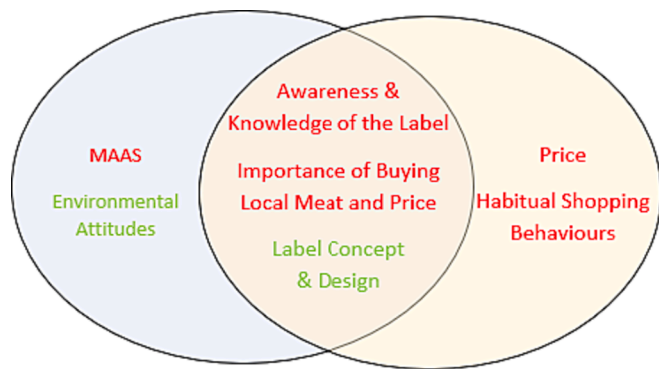 MAAS
Environmental
Attitudes
Awareness &
Knowledge of the Label
Importance of Buying
Local Meat and Price
Label Concept
& Design
Price
Habitual Shopping
Behaviours